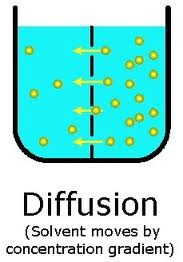 Diffusion
(Solvent moves by
concentration gradient)